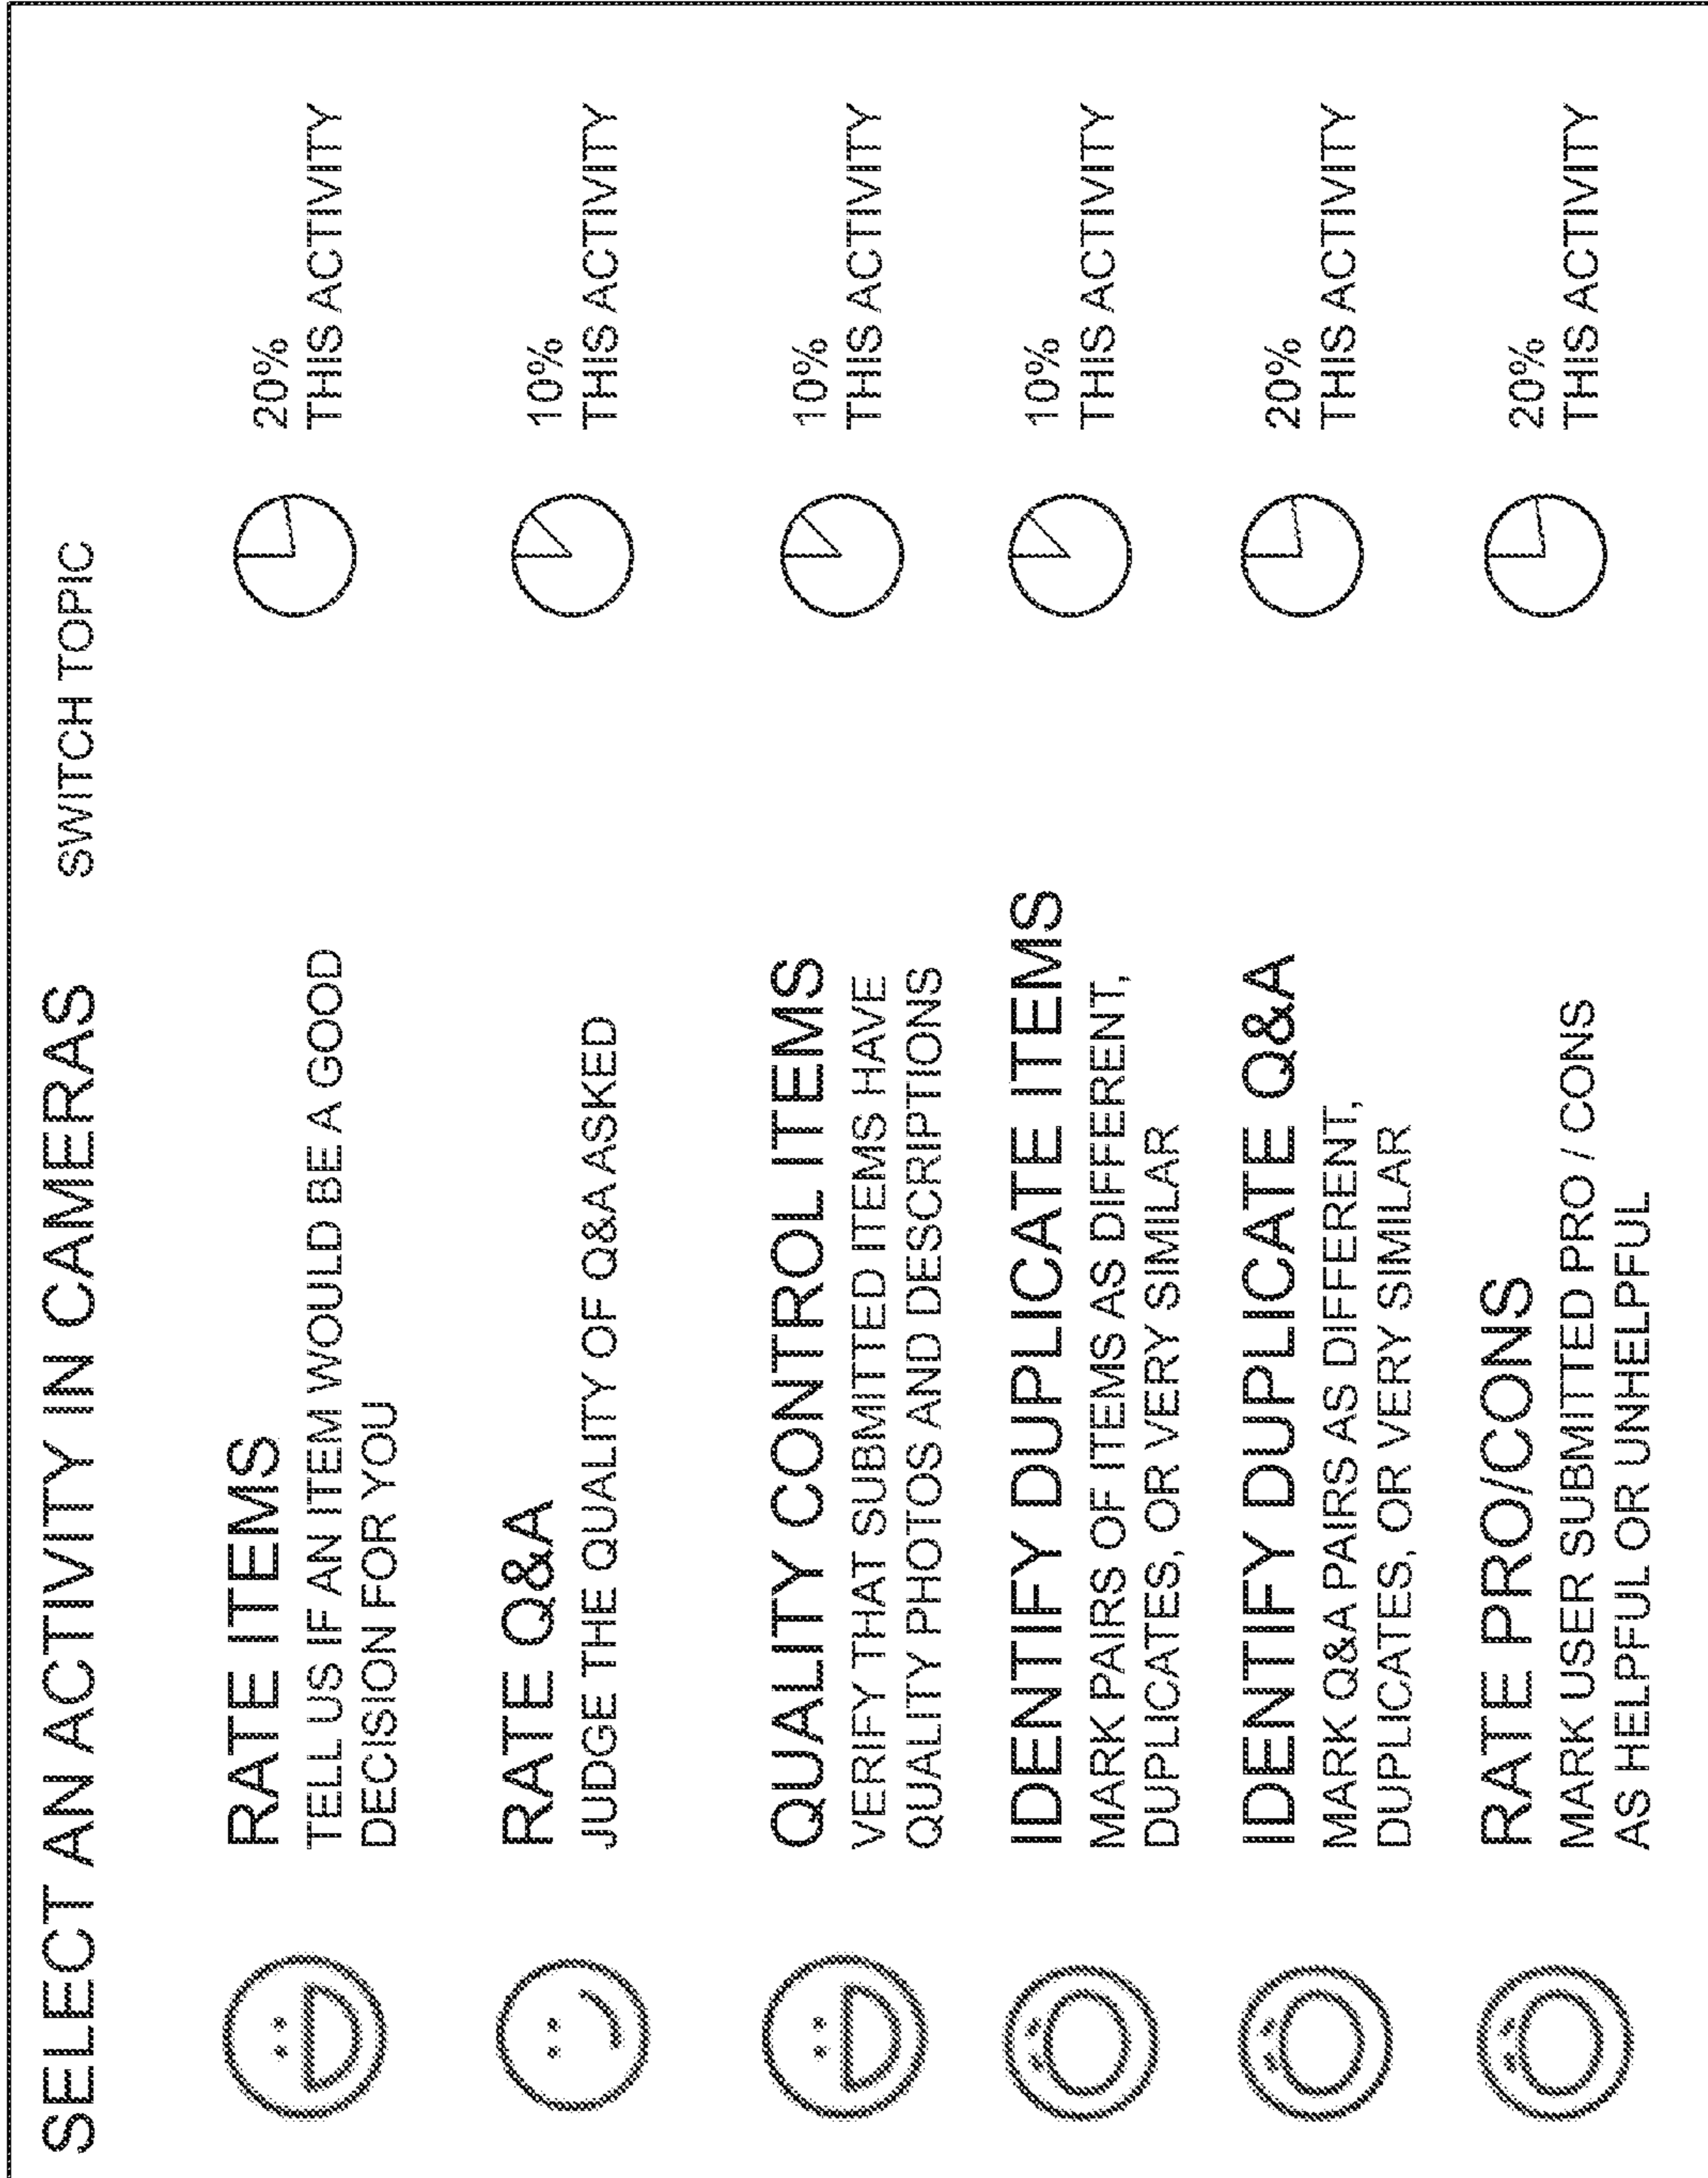 SELECT AN ACTIVITY IN CAMERAS
SWITCH TOPIC
RATE ITEMS
TELL US IF AN ITEM WOULD BE A GOOD
DECISION FOR YOU
20%
THIS ACTIVITY
RATE Q&A
JUDGE THE QUALITY OF Q&A ASKED
10%
THIS ACTIVITY
QUALITY CONTROL ITEMS
VERIFY THAT SUBMITTED ITEMS HAVE
QUALITY PHOTOS AND DESCRIPTIONS
10%
THIS ACTIVITY
IDENTIFY DUPLICATE ITEMS
MARK PAIRS OF ITEMS AS DIFFERENT,
DUPLICATES, OR VERY SIMILAR
10%
THIS ACTIVITY
IDENTIFY DUPLICATE Q&A
MARK Q&A PAIRS AS DIFFERENT,
DUPLICATES, OR VERY SIMILAR
20%
THIS ACTIVITY
RATE PRO/CONS
MARK USER SUBMITTED PRO / CONS
AS HELPFUL OR UNHELPFUL
20%
THIS ACTIVITY